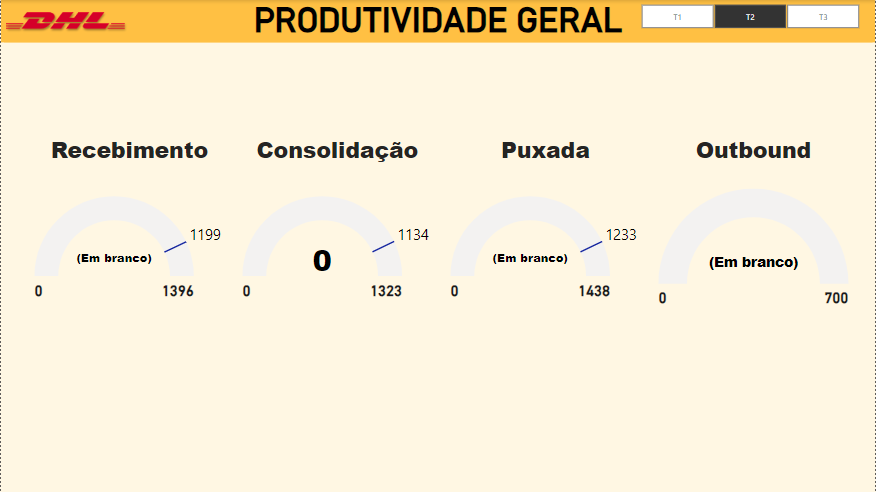 DHL
PRODUTIVIDADE GERAL
T1
T2
T3
Recebimento
Consolidação
Puxada
Outbound
1199
(Em branco)
0
1396
1134
0
0
1323
1233
(Em branco)
0
1438
(Em branco)
0
700